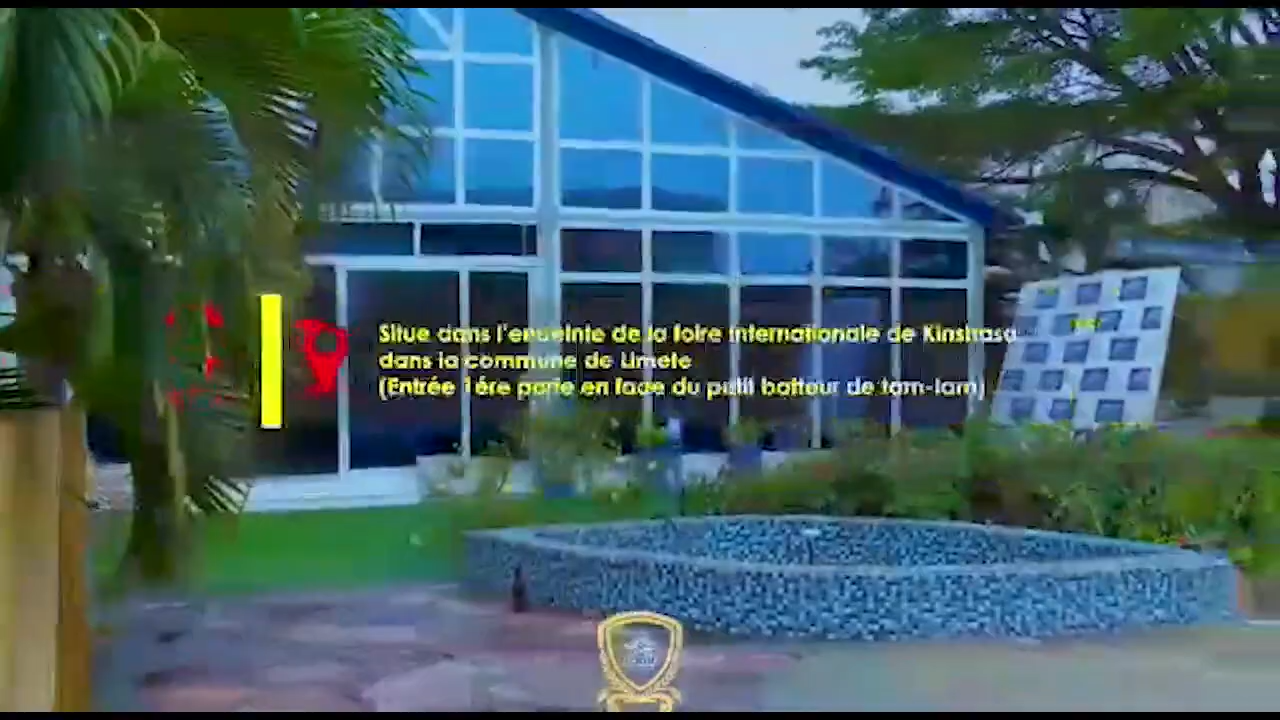 Situe dans l'enceinte de la foire internationale de Kinshasa
dans la commune de Limete
(Entrée 1ére porte en face du petit batteur de tam-tam)